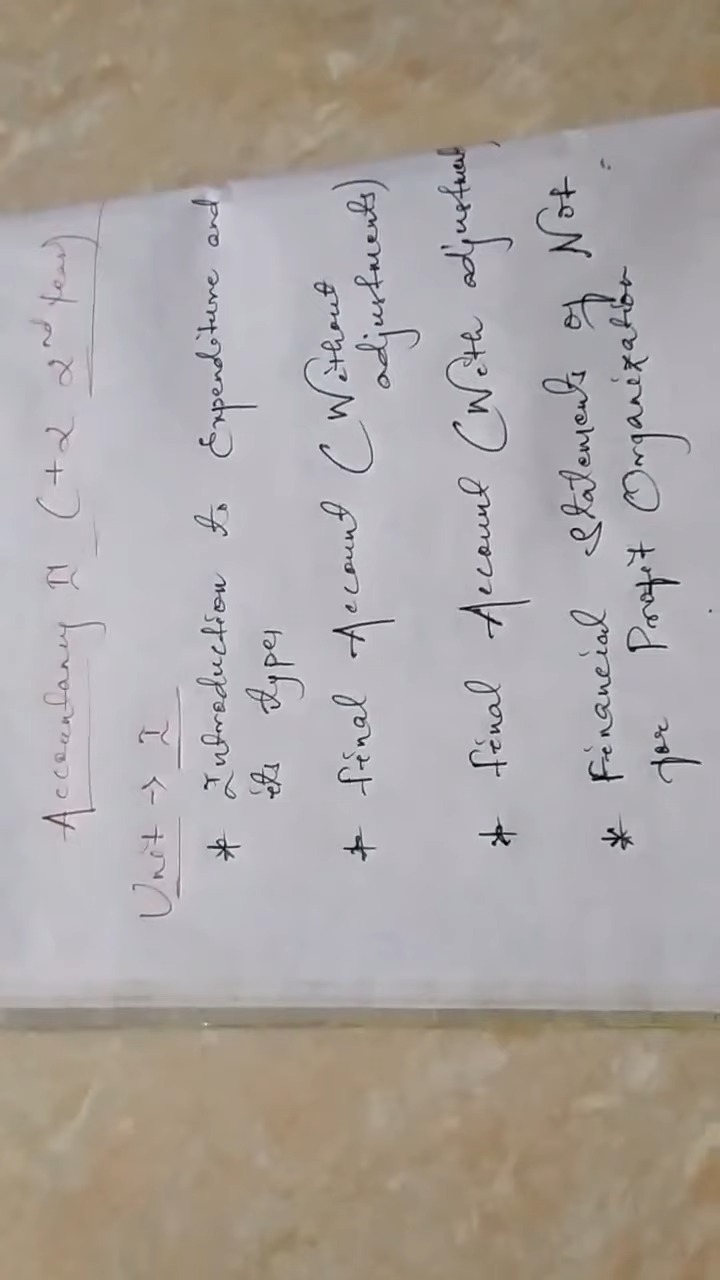 Accountancy II (+2 2nd year)
Unit → I
* Introduction to Expenditure and
its types
* final Account (Without
adjustments)
* final Account (With adjustment
* Financial Statements of Not
for Profit Organization